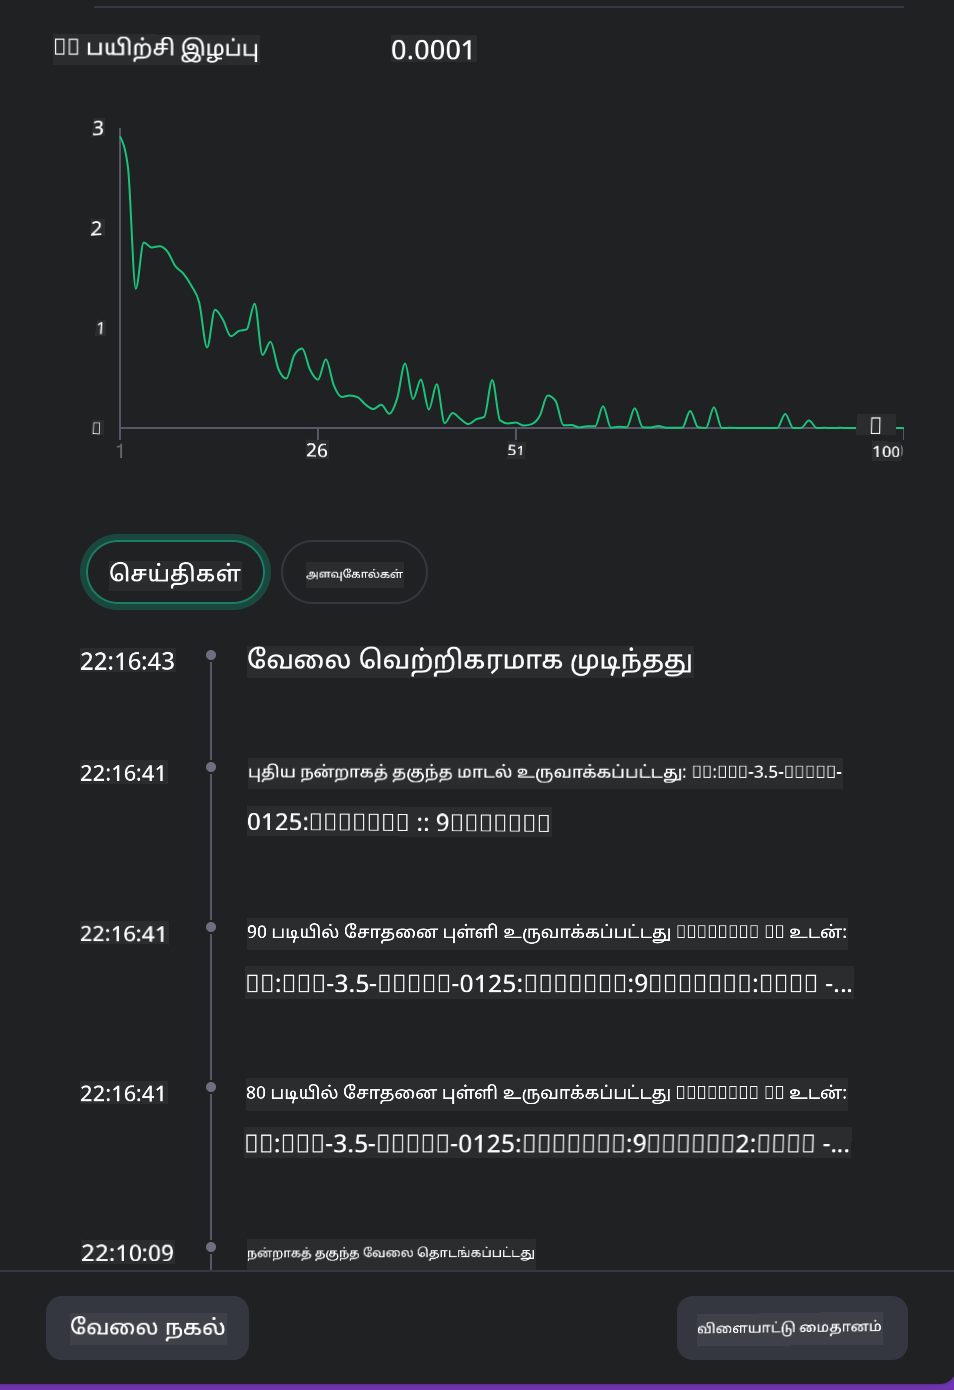 பயிற்சி இழப்பு 0.0001
3
2
1
1 26 51 100
செய்திகள் அளவுகோல்கள்
22:16:43 வேலை வெற்றிகரமாக முடிந்தது
22:16:41 புதிய நன்றாகத் தகுந்த மாடல் உருவாக்கப்பட்டது: :-3.5-
0125: :: 9
22:16:41 90 படியில் சோதனை புள்ளி உருவாக்கப்பட்டது உடன்:
:-3.5-‑0125::9: -...
22:16:41 80 படியில் சோதனை புள்ளி உருவாக்கப்பட்டது உடன்:
:-3.5-‑0125::92: -...
22:10:09 நன்றாகத் தகுந்த வேலை தொடங்கப்பட்டது
வேலை நகல் விளையாட்டு மைதானம்